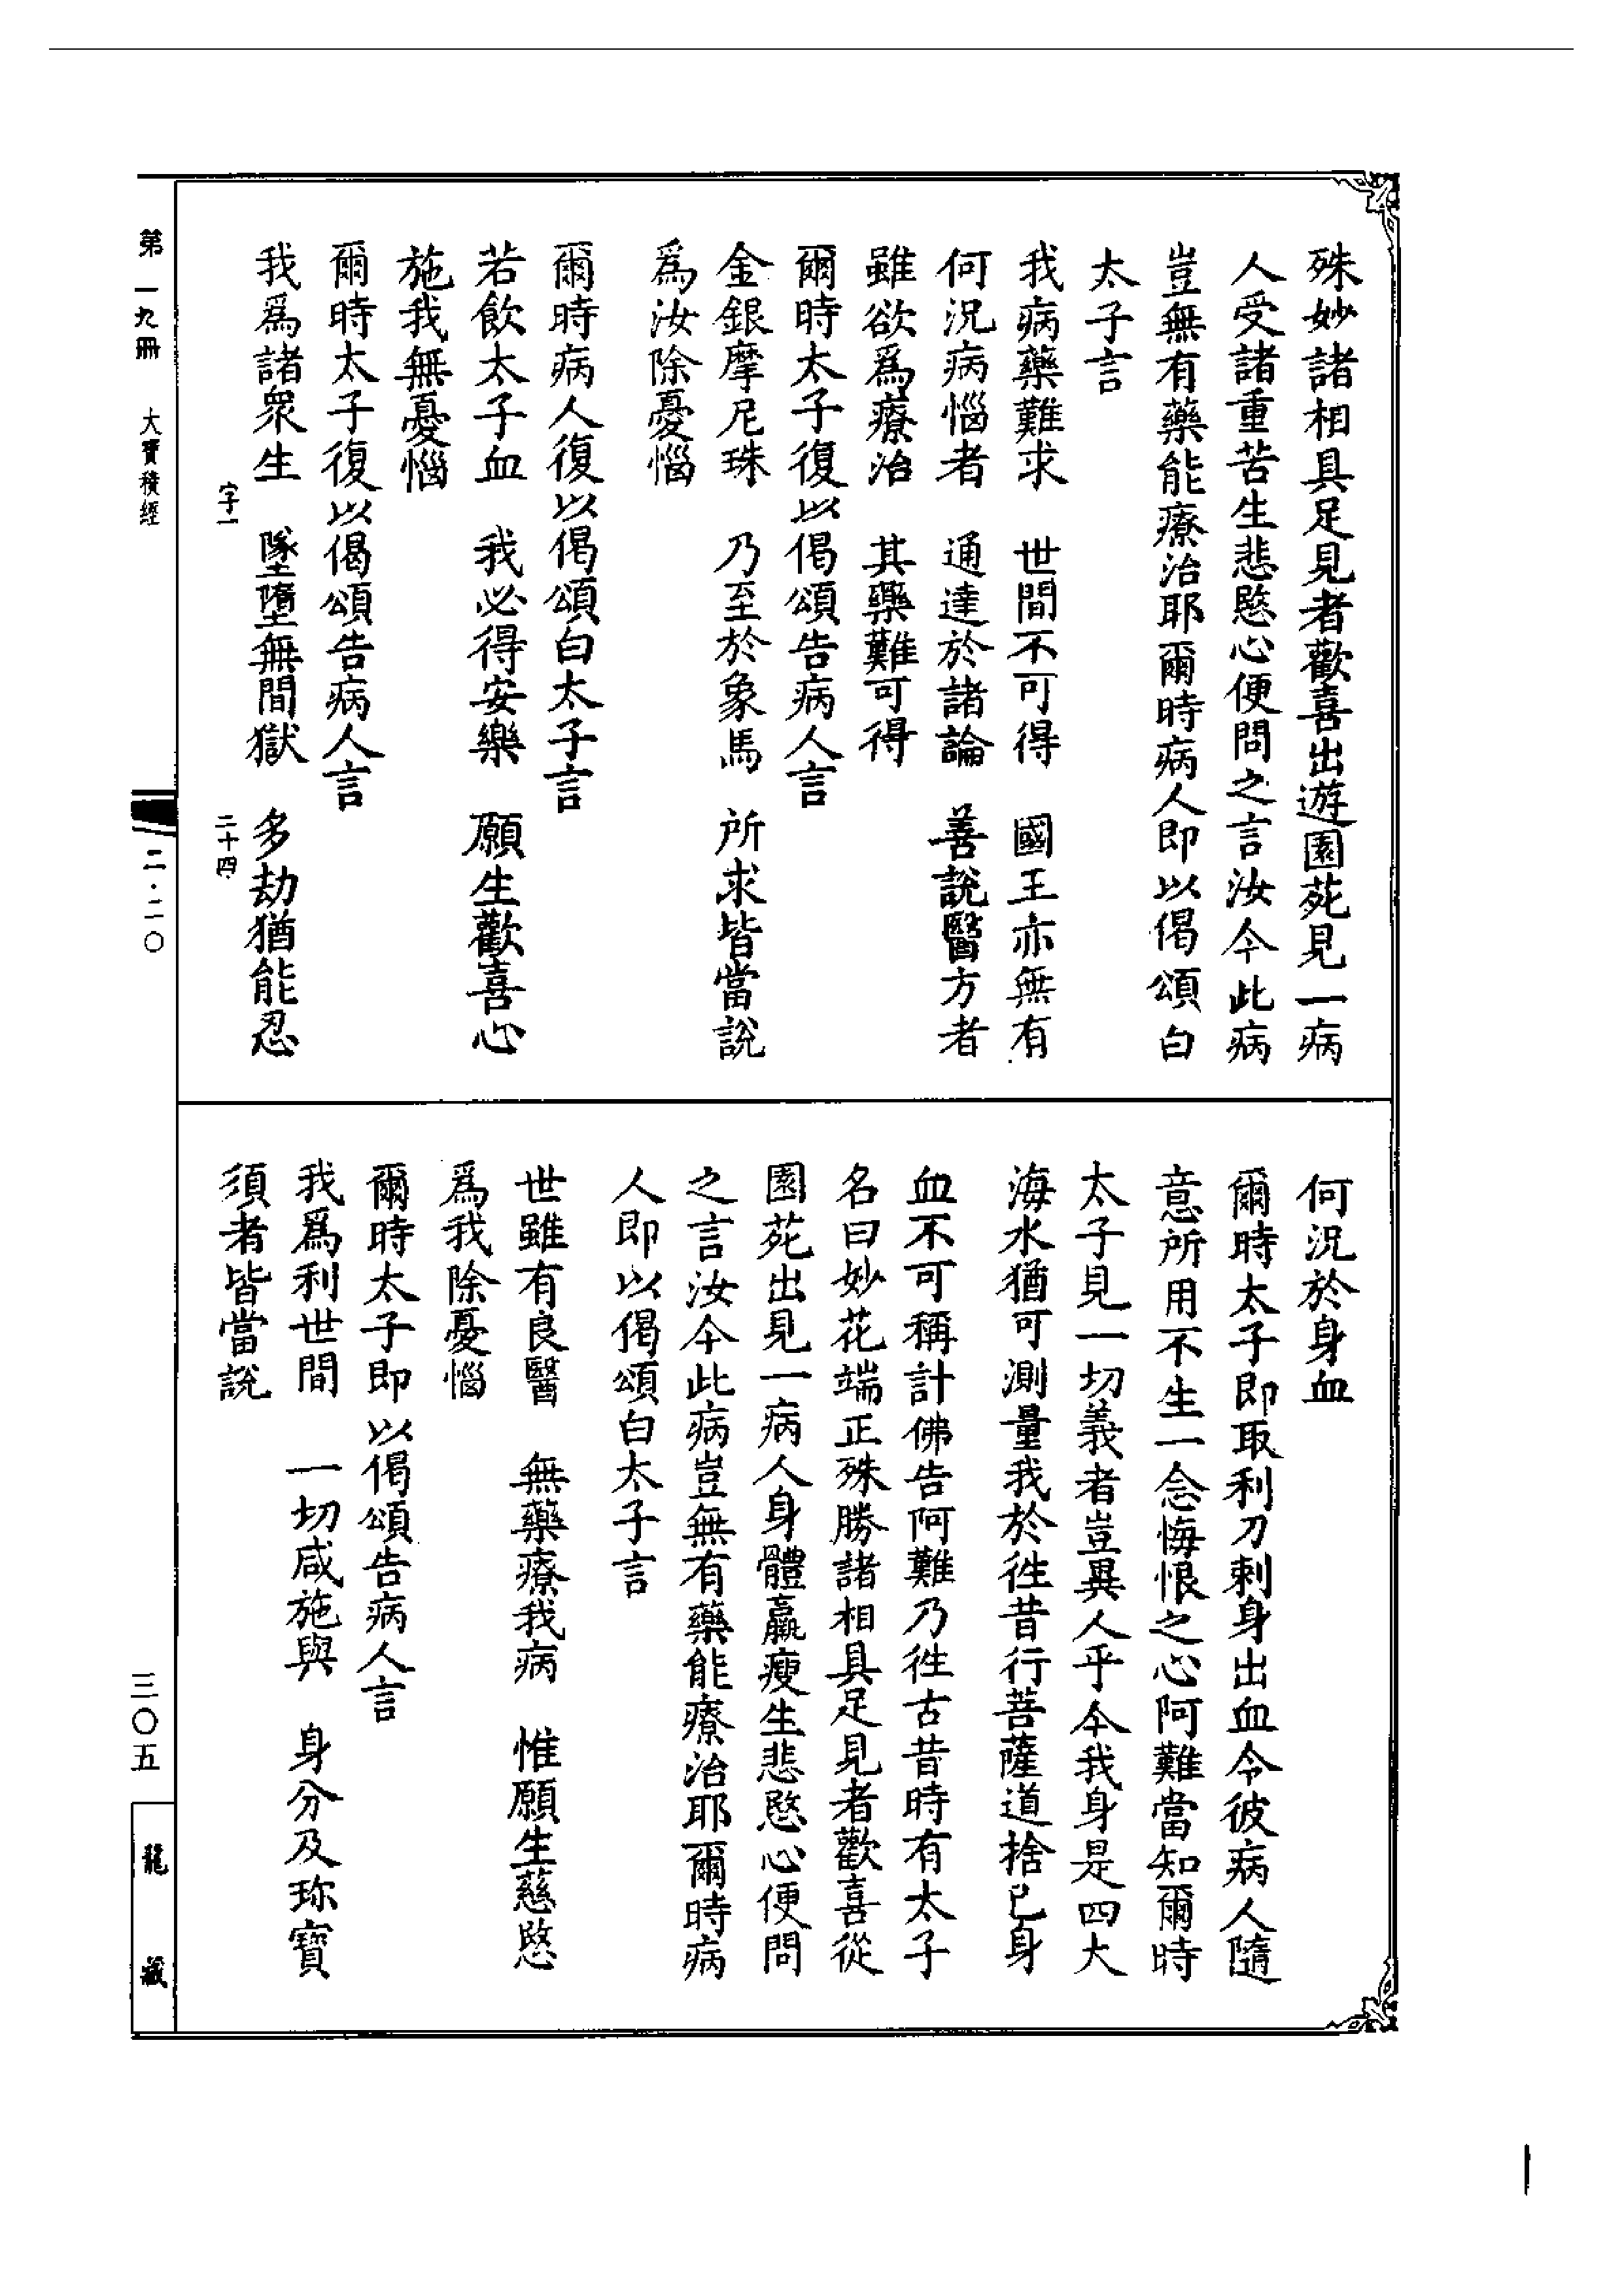 殊妙諸相具足見者歡喜出遊園苑見一病
人受諸重苦生悲愍心便問之言汝今此病
豈無有藥能療治耶爾時病人即以偈頌白
太子言
我病藥難求　世間不可得　國王亦無有
何況病惱者　通達於諸論　善說醫方者
雖欲爲療治　其藥難可得
爾時太子復以偈頌告病人言
金銀摩尼珠　乃至於象馬　所求皆當說
爲汝除憂惱
爾時病人復以偈頌白太子言
若飲太子血　我必得安樂　願生歡喜心
施我無憂惱
爾時太子復以偈頌告病人言
我爲諸衆生　墜墮無間獄　多劫猶能忍
字一　二十四
何況於身血
爾時太子即取利刀刺身出血令彼病人隨
意所用不生一念悔恨之心阿難當知爾時
太子見一切義者豈異人乎今我身是四大
海水猶可測量我於徃昔行菩薩道捨已身
血不可稱計佛告阿難乃徃古昔時有太子
名曰妙花端正殊勝諸相具足見者歡喜從
園苑出見一病人身體羸瘦生悲愍心便問
之言汝今此病豈無有藥能療治耶爾時病
人即以偈頌白太子言
世雖有良醫　無藥療我病　惟願生慈愍
爲我除憂惱
爾時太子即以偈頌告病人言
我爲利世間　一切咸施與　身分及珎寶
須者皆當說
第一九冊　大寶積經　二・二〇　三〇五　龍藏